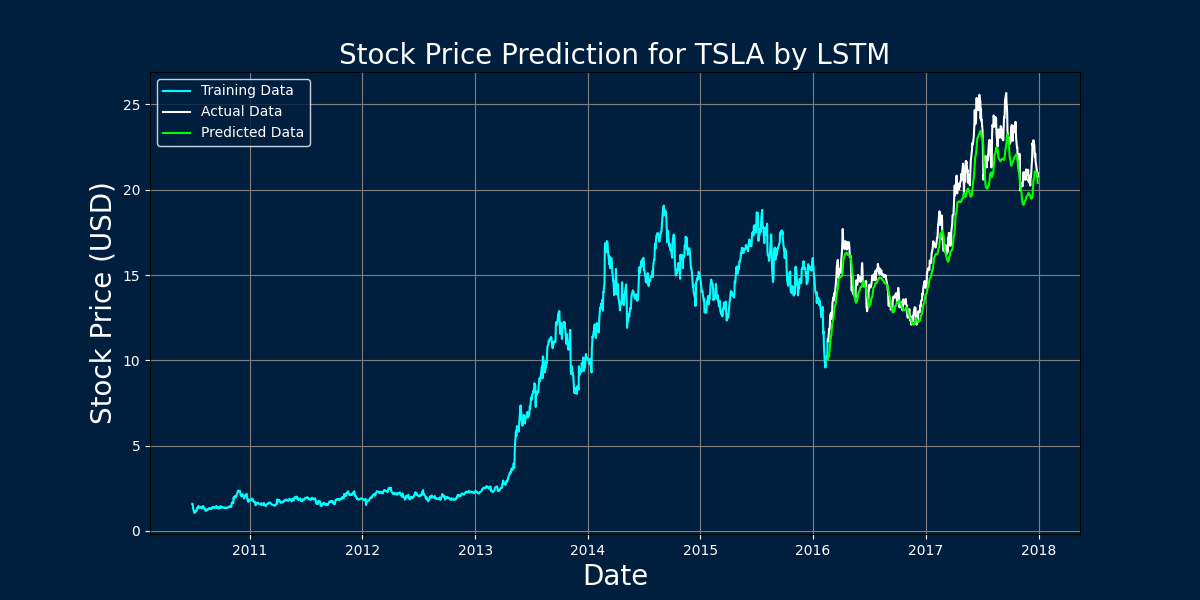 Stock Price Prediction for TSLA by LSTM
Training Data
Actual Data
Predicted Data
Stock Price (USD)
25
20
15
10
5
0
2011 2012 2013 2014 2015 2016 2017 2018
Date